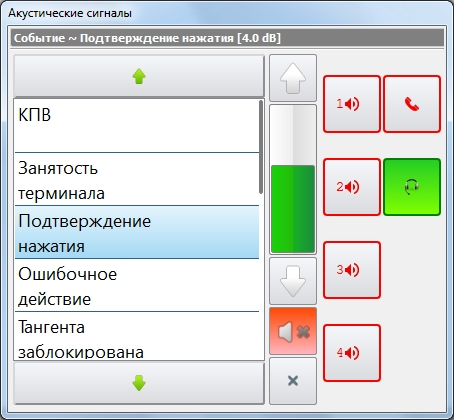 Акустические сигналы
Событие ~ Подтверждение нажатия [4.0 dB]
КПВ
Занятость
терминала
Подтверждение
нажатия
Ошибочное
действие
Тангента
заблокирована
1
2
3
4